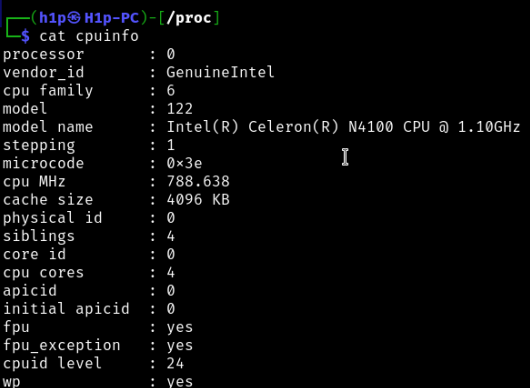 (h1p㉿H1p-PC)-[/proc]
$ cat cpuinfo
processor : 0
vendor_id : GenuineIntel
cpu family : 6
model : 122
model name : Intel(R) Celeron(R) N4100 CPU @ 1.10GHz
stepping : 1
microcode : 0x3e
cpu MHz : 788.638
cache size : 4096 KB
physical id : 0
siblings : 4
core id : 0
cpu cores : 4
apicid : 0
initial apicid : 0
fpu : yes
fpu_exception : yes
cpuid level : 24
wp : yes